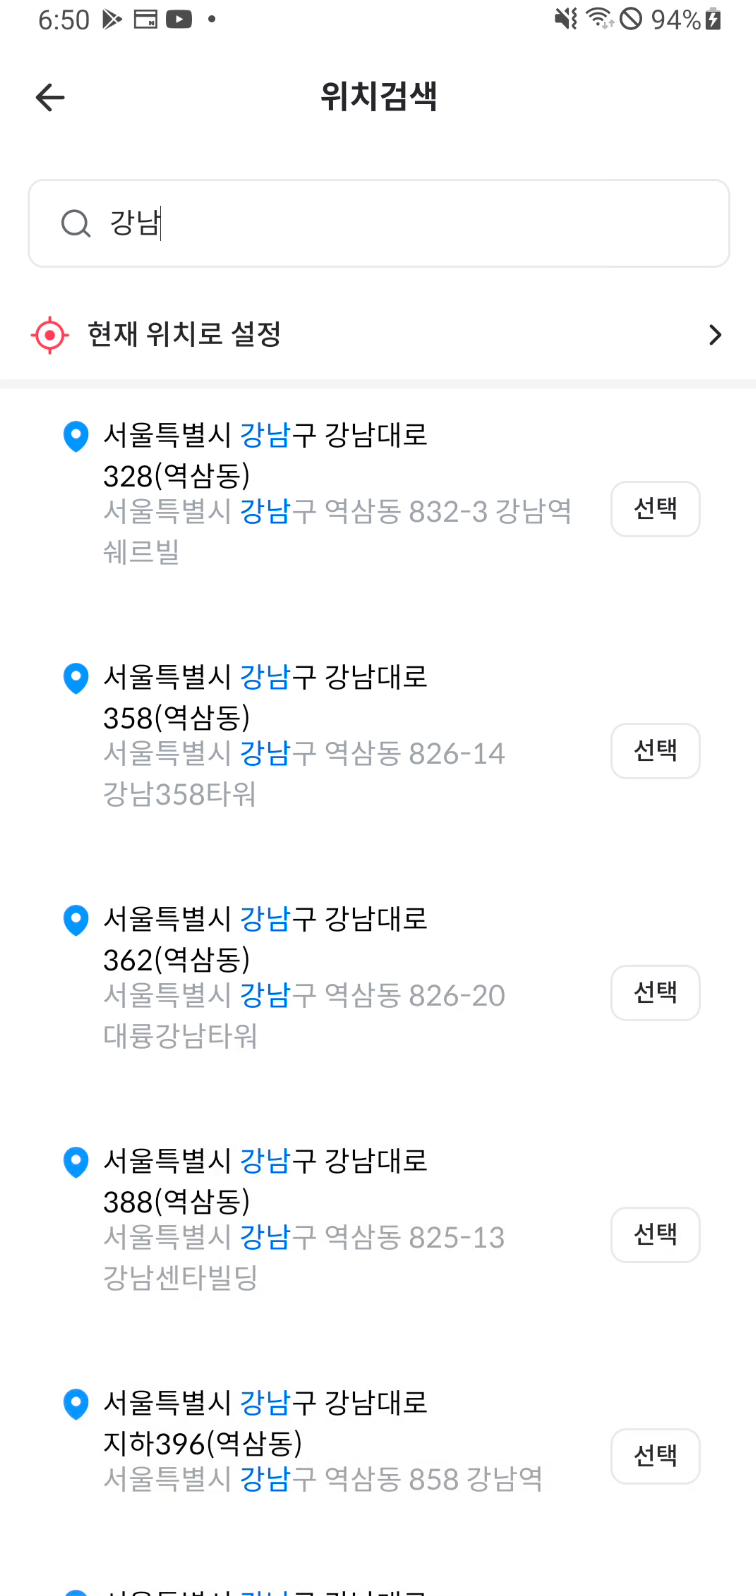 6:50
94%
위치검색
강남
현재 위치로 설정
서울특별시 강남구 강남대로
328(역삼동)
서울특별시 강남구 역삼동 832-3 강남역
쉐르빌
선택
서울특별시 강남구 강남대로
358(역삼동)
서울특별시 강남구 역삼동 826-14
강남358타워
선택
서울특별시 강남구 강남대로
362(역삼동)
서울특별시 강남구 역삼동 826-20
대륭강남타워
선택
서울특별시 강남구 강남대로
388(역삼동)
서울특별시 강남구 역삼동 825-13
강남센타빌딩
선택
서울특별시 강남구 강남대로
지하396(역삼동)
서울특별시 강남구 역삼동 858 강남역
선택